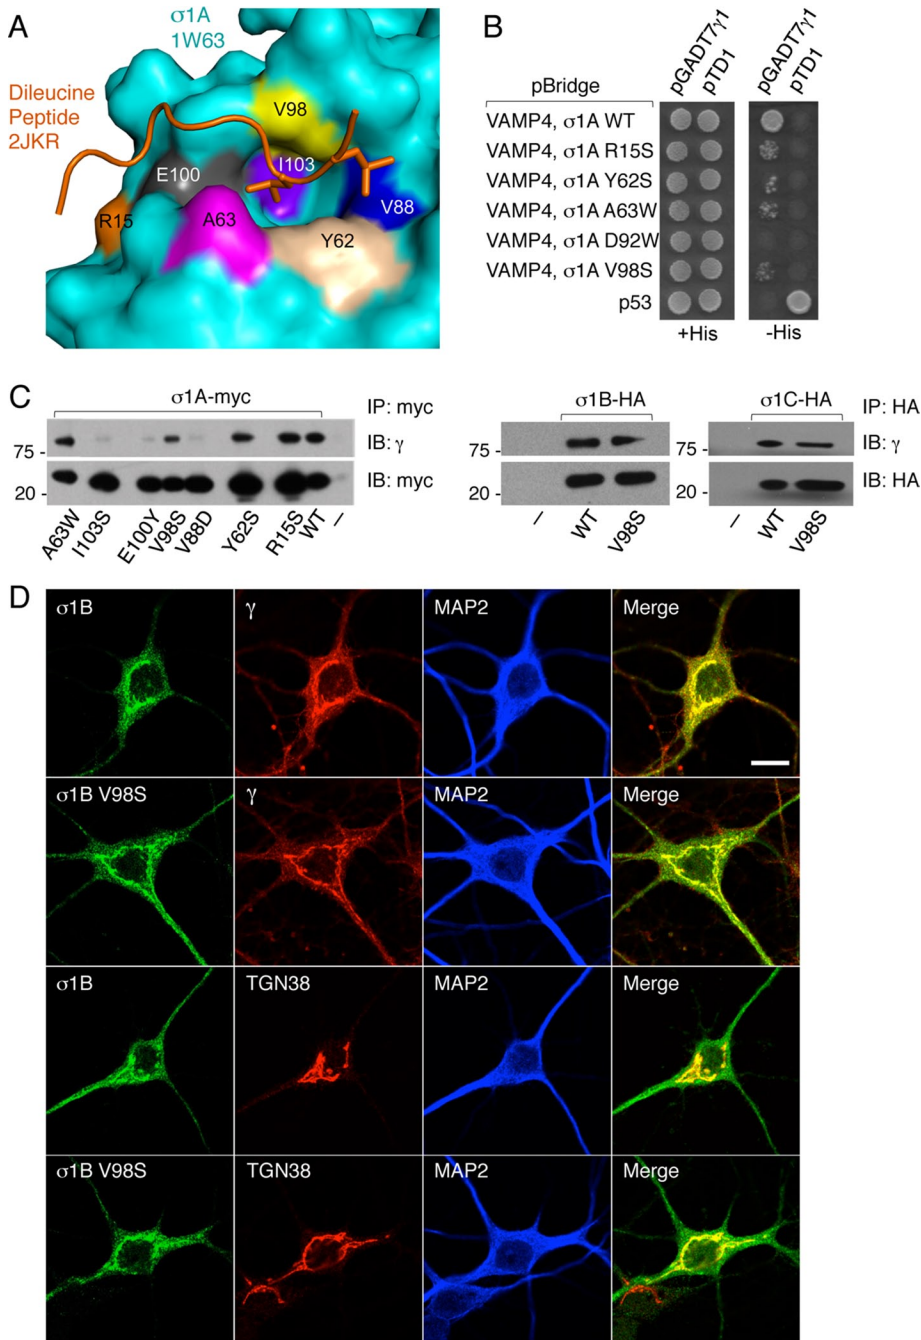 A
σ1A
1W63
Dileucine
Peptide
2JKR
V98
I103
E100
V88
R15
A63
Y62
B
pBridge
pGADT7γ1
pTD1
pGADT7γ1
pTD1
VAMP4, σ1A WT
VAMP4, σ1A R15S
VAMP4, σ1A Y62S
VAMP4, σ1A A63W
VAMP4, σ1A D92W
VAMP4, σ1A V98S
p53
+His
-His
C
σ1A-myc
IP: myc
75 -
IB: γ
20 -
IB: myc
A63W
I103S
E100Y
V98S
V88D
Y62S
R15S
WT
–
σ1B-HA
σ1C-HA
IP: HA
75 -
75 -
IB: γ
20 -
20 -
IB: HA
–
WT
V98S
–
WT
V98S
D
σ1B
γ
MAP2
Merge
σ1B V98S
γ
MAP2
Merge
σ1B
TGN38
MAP2
Merge
σ1B V98S
TGN38
MAP2
Merge